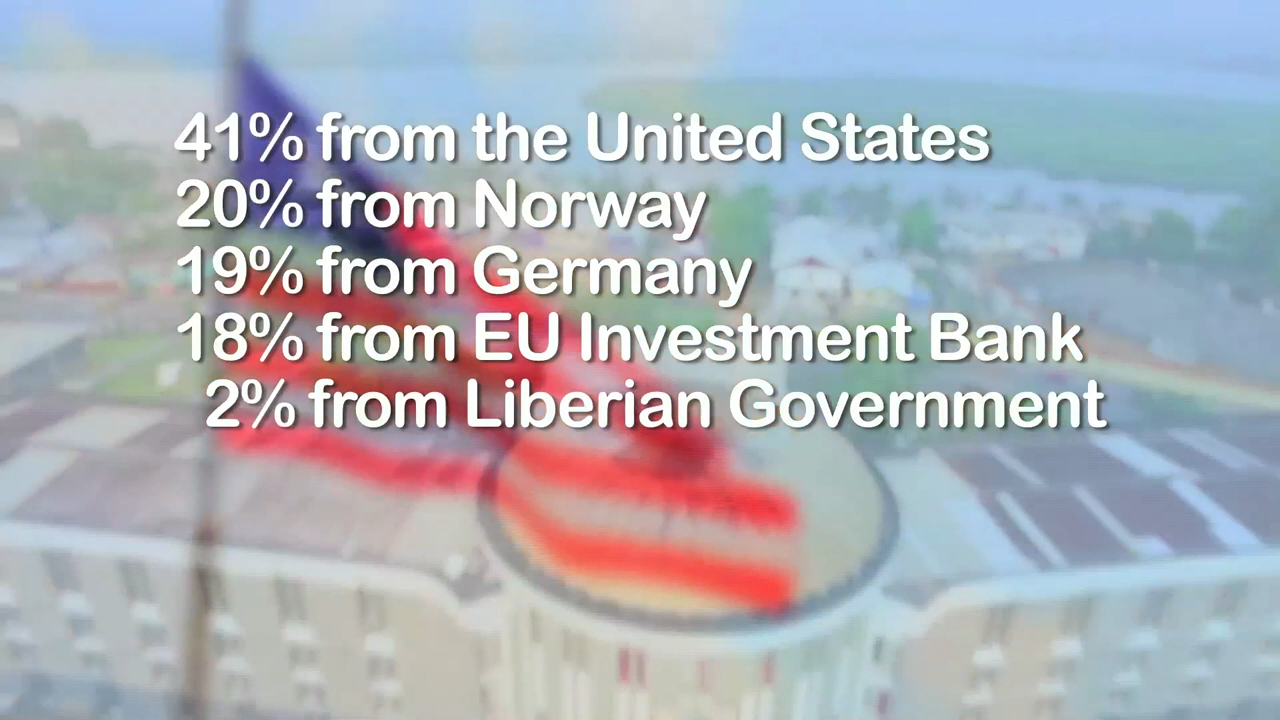 41% from the United States
20% from Norway
19% from Germany
18% from EU Investment Bank
2% from Liberian Government